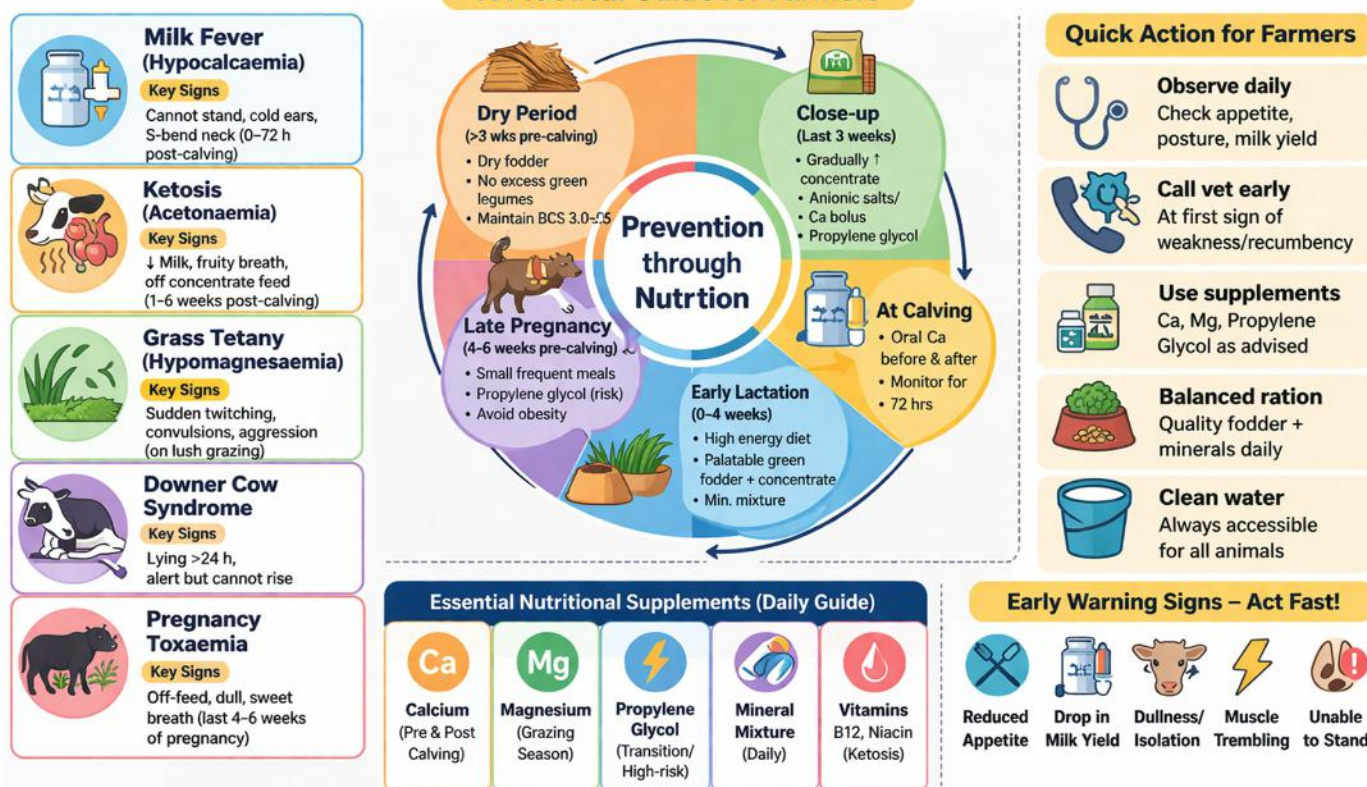 A Practical Guide for Farmers
Milk Fever
(Hypocalcaemia)
Key Signs
Cannot stand, cold ears,
S-bend neck (0–72 h
post-calving)
Ketosis
(Acetonaemia)
Key Signs
↓ Milk, fruity breath,
off concentrate feed
(1–6 weeks post-calving)
Grass Tetany
(Hypomagnesaemia)
Key Signs
Sudden twitching,
convulsions, aggression
(on lush grazing)
Downer Cow
Syndrome
Key Signs
Lying >24 h,
alert but cannot rise
Pregnancy
Toxaemia
Key Signs
Off-feed, dull, sweet
breath (last 4–6 weeks
of pregnancy)
Dry Period
(>3 wks pre-calving)
• Dry fodder
• No excess green
legumes
• Maintain BCS
Close-up
(Last 3 weeks)
• Gradually ↑
concentrate
• Anionic salts/
• Ca bolus
• Propylene glycol
Prevention
through
Nutrtion
At Calving
• Oral Ca
before & after
• Monitor for
• 72 hrs
Late Pregnancy
(4–6 weeks pre-calving)
• Small frequent meals
• Propylene glycol (risk)
• Avoid obesity
Early Lactation
(0–4 weeks)
• High energy diet
• Palatable green
fodder + concentrate
• Min. mixture
Quick Action for Farmers
Observe daily
Check appetite,
posture, milk yield
Call vet early
At first sign of
weakness/recumbency
Use supplements
Ca, Mg, Propylene
Glycol as advised
Balanced ration
Quality fodder +
minerals daily
Clean water
Always accessible
for all animals
Essential Nutritional Supplements (Daily Guide)
Ca
Calcium
(Pre & Post
Calving)
Mg
Magnesium
(Grazing
Season)
Propylene
Glycol
(Transition/
High-risk)
Mineral
Mixture
(Daily)
Vitamins
B12, Niacin
(Ketosis)
Early Warning Signs – Act Fast!
Reduced
Appetite
Drop in
Milk Yield
Dullness/
Isolation
Muscle
Trembling
Unable
to Stand